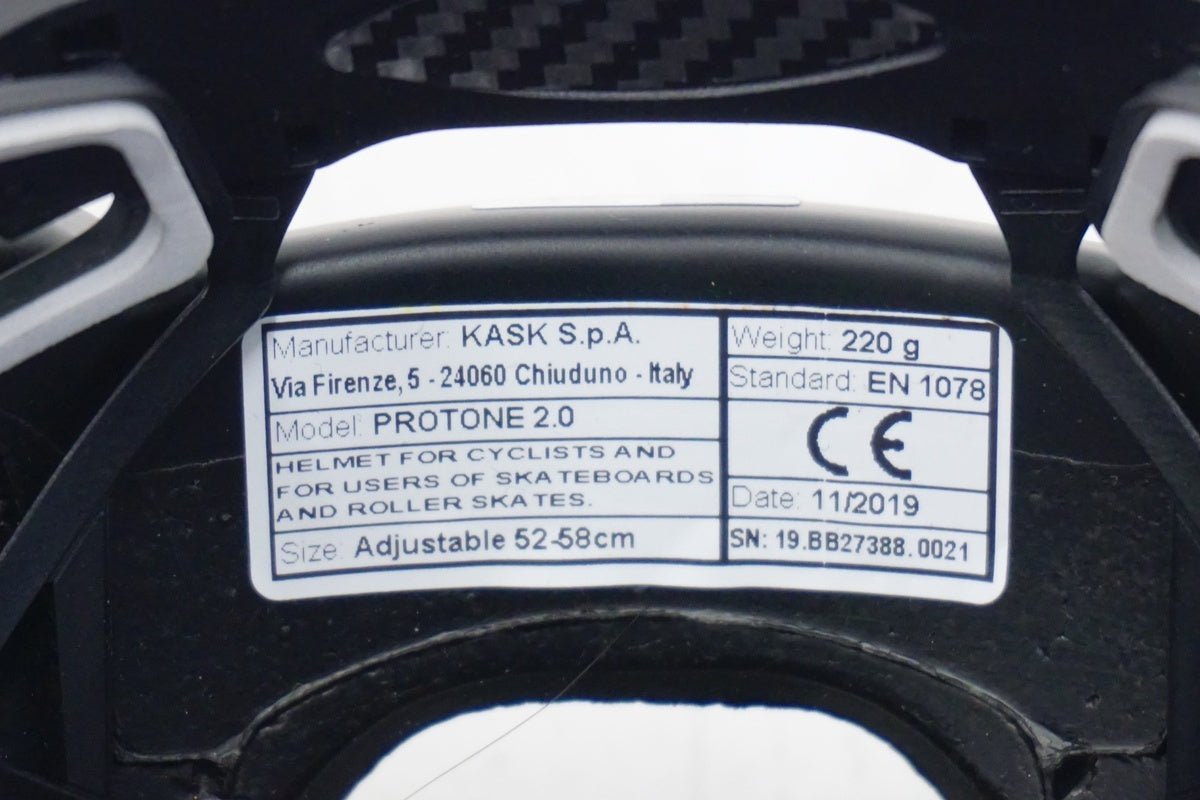 Manufacturer: KASK S.p.A.
Via Firenze, 5 - 24060 Chiuduno - Italy
Model: PROTONE 2.0
HELMET FOR CYCLISTS AND
FOR USERS OF SKATEBOARDS
AND ROLLER SKATES.
Size: Adjustable 52-58cm
Weight: 220 g
Standard: EN 1078
CE
Date: 11/2019
SN: 19.BB27388.0021